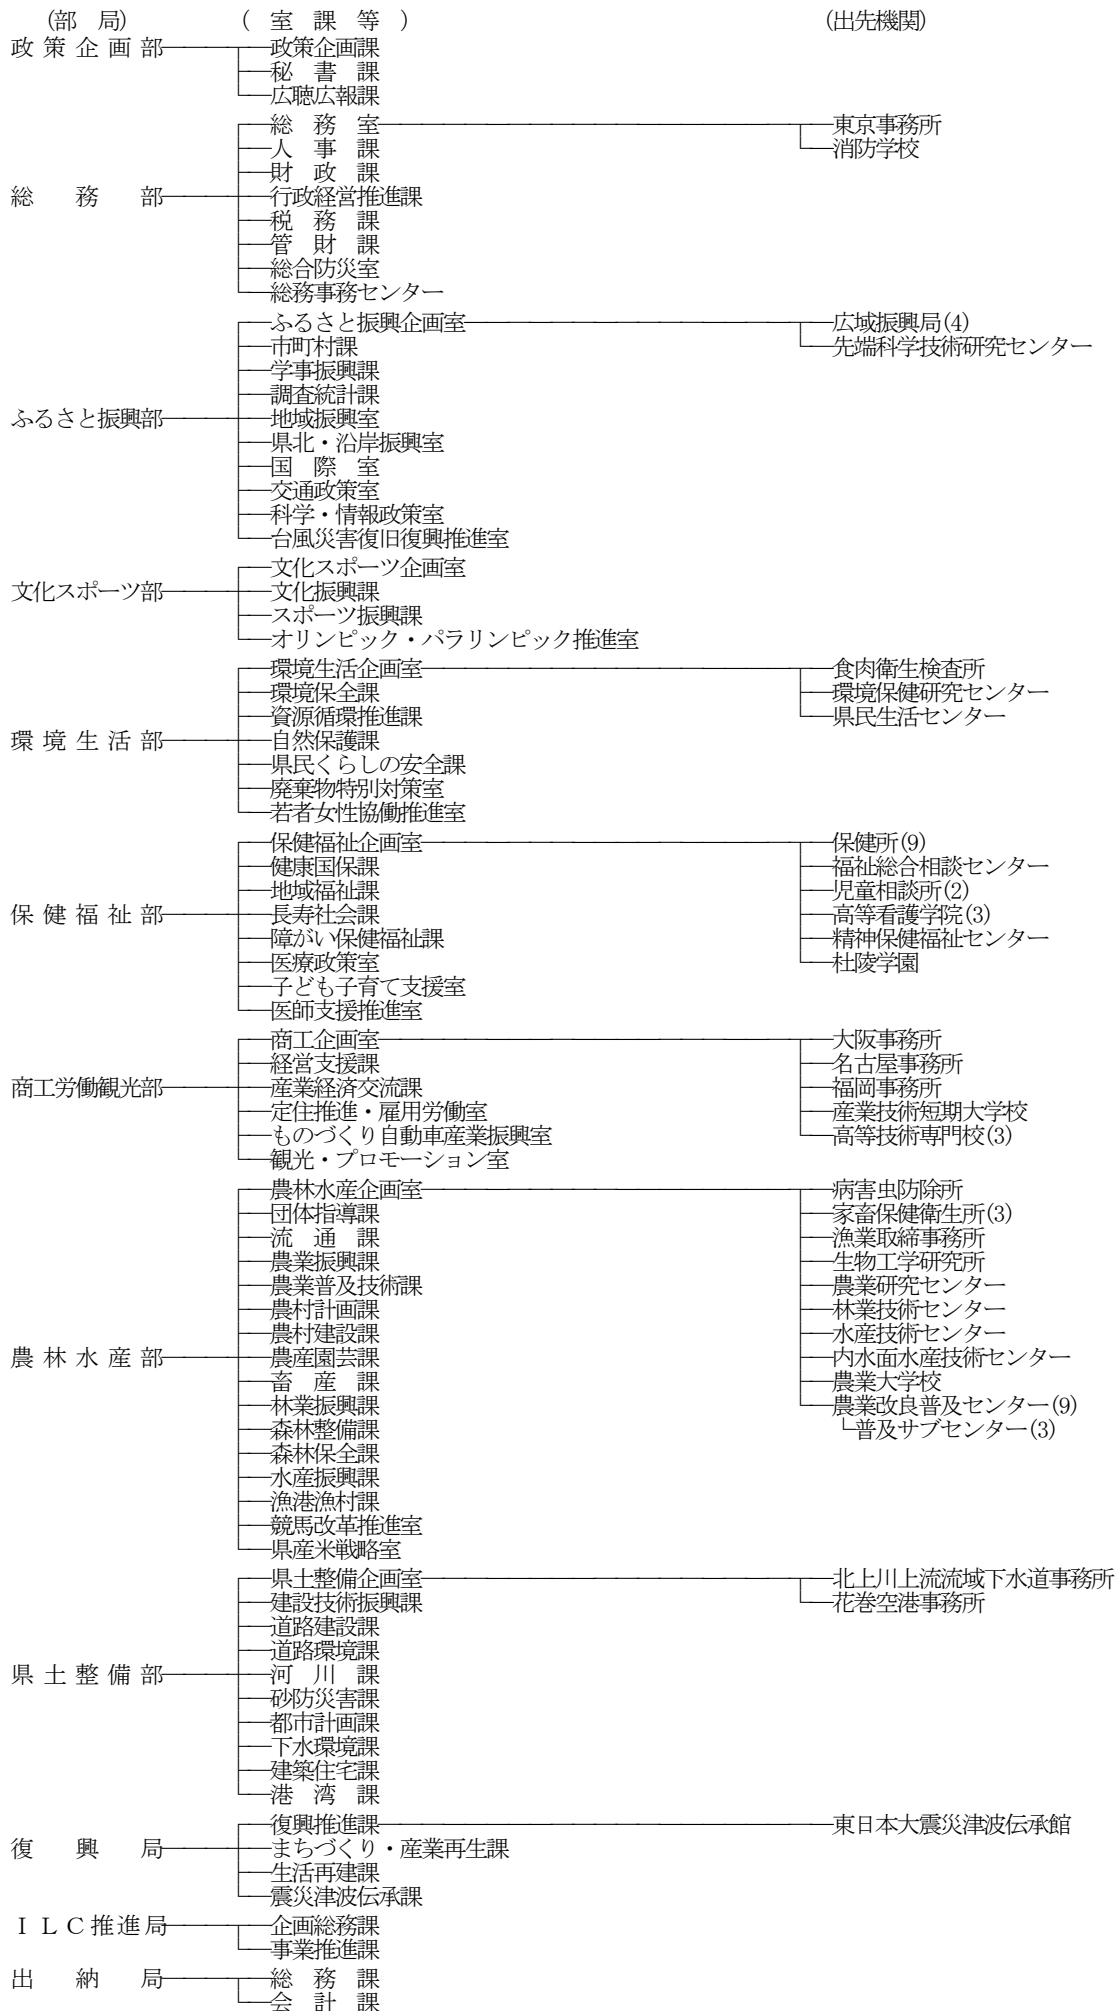 (部　局)　(　室　課　等　)　(出先機関)
政 策 企 画 部　政策企画課
秘　書　課
広聴広報課
総　務　室　東京事務所
人　事　課　消防学校
財　政　課
総　　務　　部　行政経営推進課
税　務　課
管　財　課
総合防災室
総務事務センター
ふるさと振興企画室　広域振興局(4)
市町村課　先端科学技術研究センター
学事振興課
調査統計課
ふるさと振興部　地域振興室
県北・沿岸振興室
国　際　室
交通政策室
科学・情報政策室
台風災害復旧復興推進室
文化スポーツ企画室
文化スポーツ部　文化振興課
スポーツ振興課
オリンピック・パラリンピック推進室
環境生活企画室　食肉衛生検査所
環境保全課　環境保健研究センター
資源循環推進課　県民生活センター
環 境 生 活 部　自然保護課
県民くらしの安全課
廃棄物特別対策室
若者女性協働推進室
保健福祉企画室　保健所(9)
健康国保課　福祉総合相談センター
地域福祉課　児童相談所(2)
保 健 福 祉 部　長寿社会課　高等看護学院(3)
障がい保健福祉課　精神保健福祉センター
医療政策室　杜陵学園
子ども子育て支援室
医師支援推進室
商工企画室　大阪事務所
経営支援課　名古屋事務所
商工労働観光部　産業経済交流課　福岡事務所
定住推進・雇用労働室　産業技術短期大学校
ものづくり自動車産業振興室　高等技術専門校(3)
観光・プロモーション室
農林水産企画室　病害虫防除所
団体指導課　家畜保健衛生所(3)
流　通　課　漁業取締事務所
農業振興課　生物工学研究所
農業普及技術課　農業研究センター
農村計画課　林業技術センター
農村建設課　水産技術センター
農 林 水 産 部　農産園芸課　内水面水産技術センター
畜　産　課　農業大学校
林業振興課　農業改良普及センター(9)
森林整備課　普及サブセンター(3)
森林保全課
水産振興課
漁港漁村課
競馬改革推進室
県産米戦略室
県土整備企画室　北上川上流流域下水道事務所
建設技術振興課　花巻空港事務所
道路建設課
道路環境課
県 土 整 備 部　河　川　課
砂防災害課
都市計画課
下水環境課
建築住宅課
港　湾　課
復興推進課　東日本大震災津波伝承館
復　　興　　局　まちづくり・産業再生課
生活再建課
震災津波伝承課
ＩＬＣ推進局　企画総務課
事業推進課
出　　納　　局　総　務　課
会　計　課